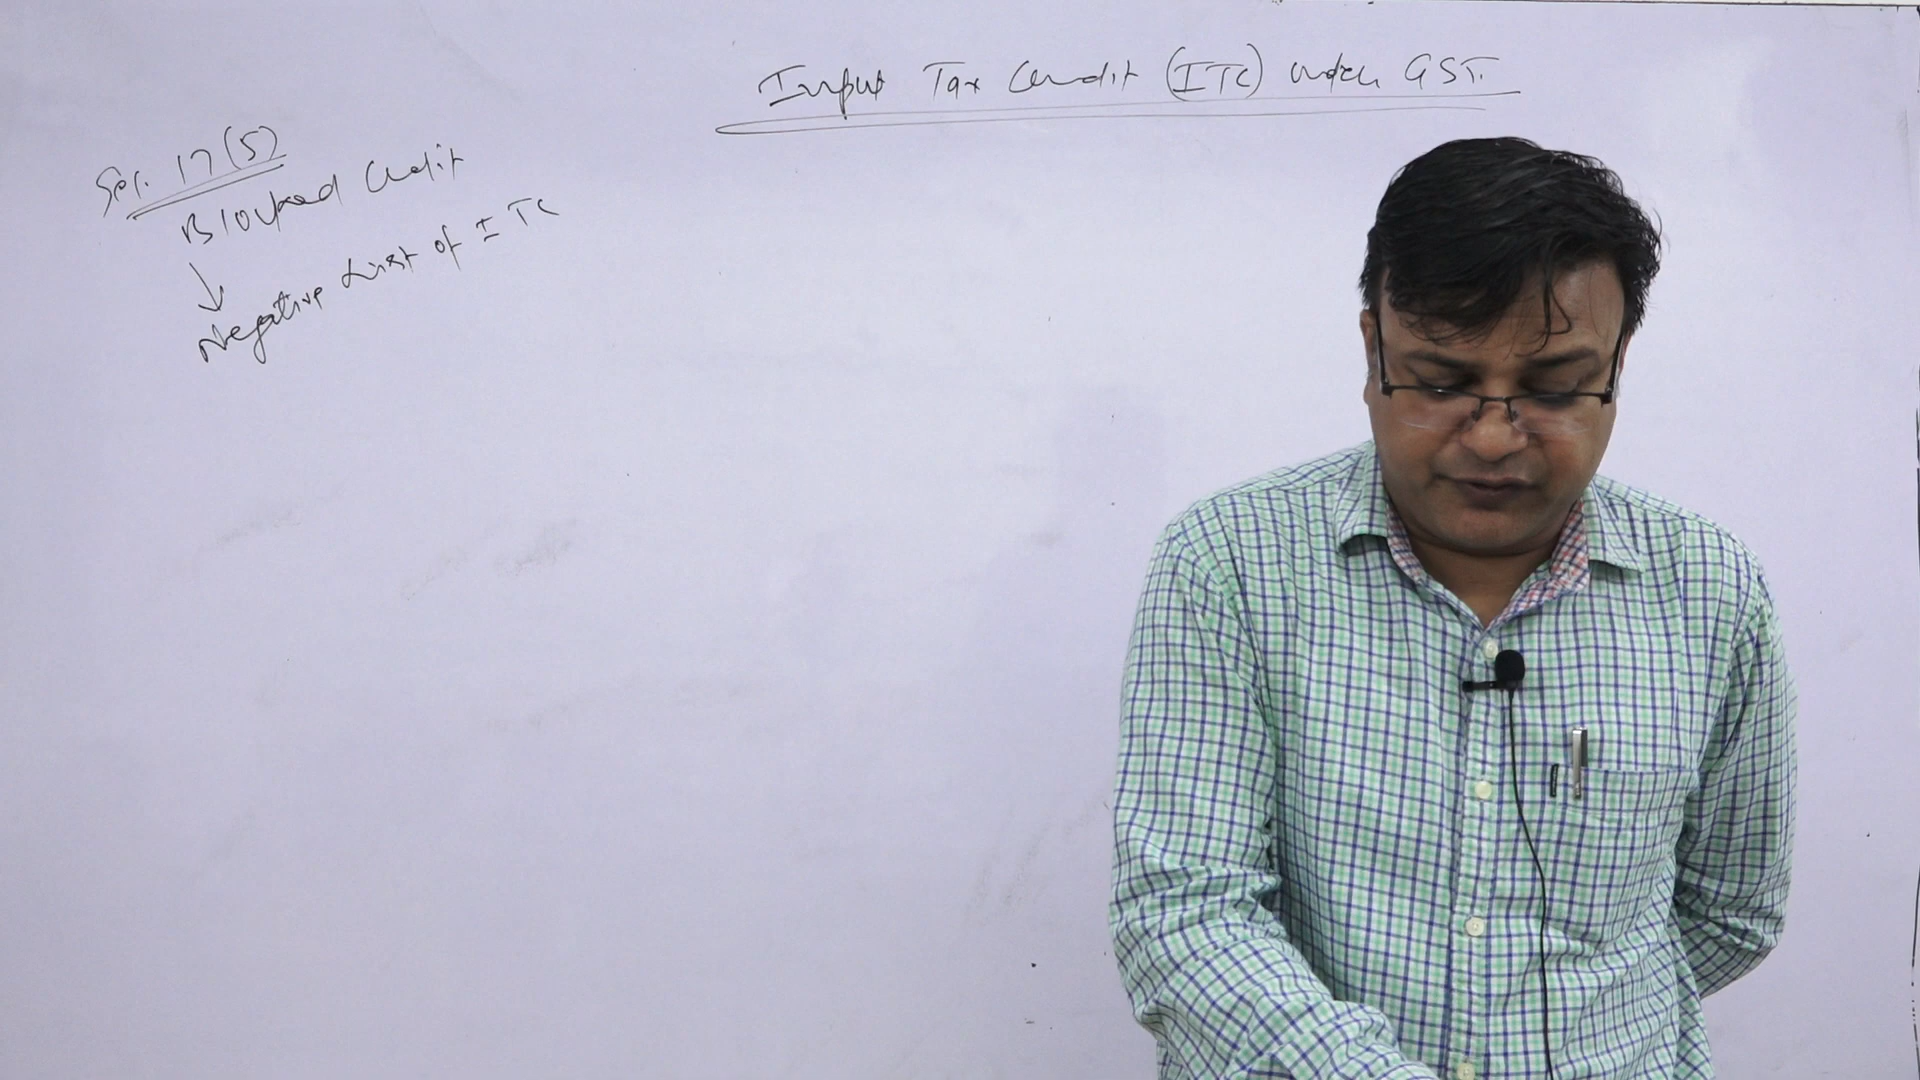 Input Tax Credit (ITC) under GST.
Sec. 17(5)
Blocked Credit
↓
Negative List of ITC